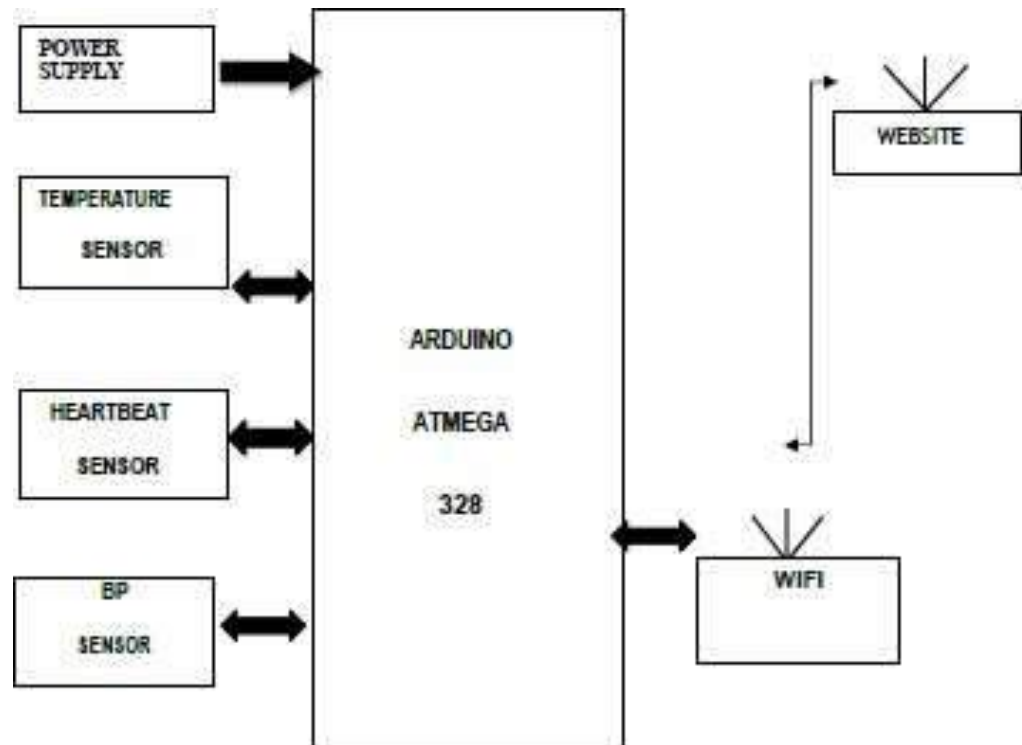 POWER
SUPPLY
TEMPERATURE
SENSOR
HEARTBEAT
SENSOR
BP
SENSOR
ARDUINO
ATMEGA
328
WEBSITE
WIFI